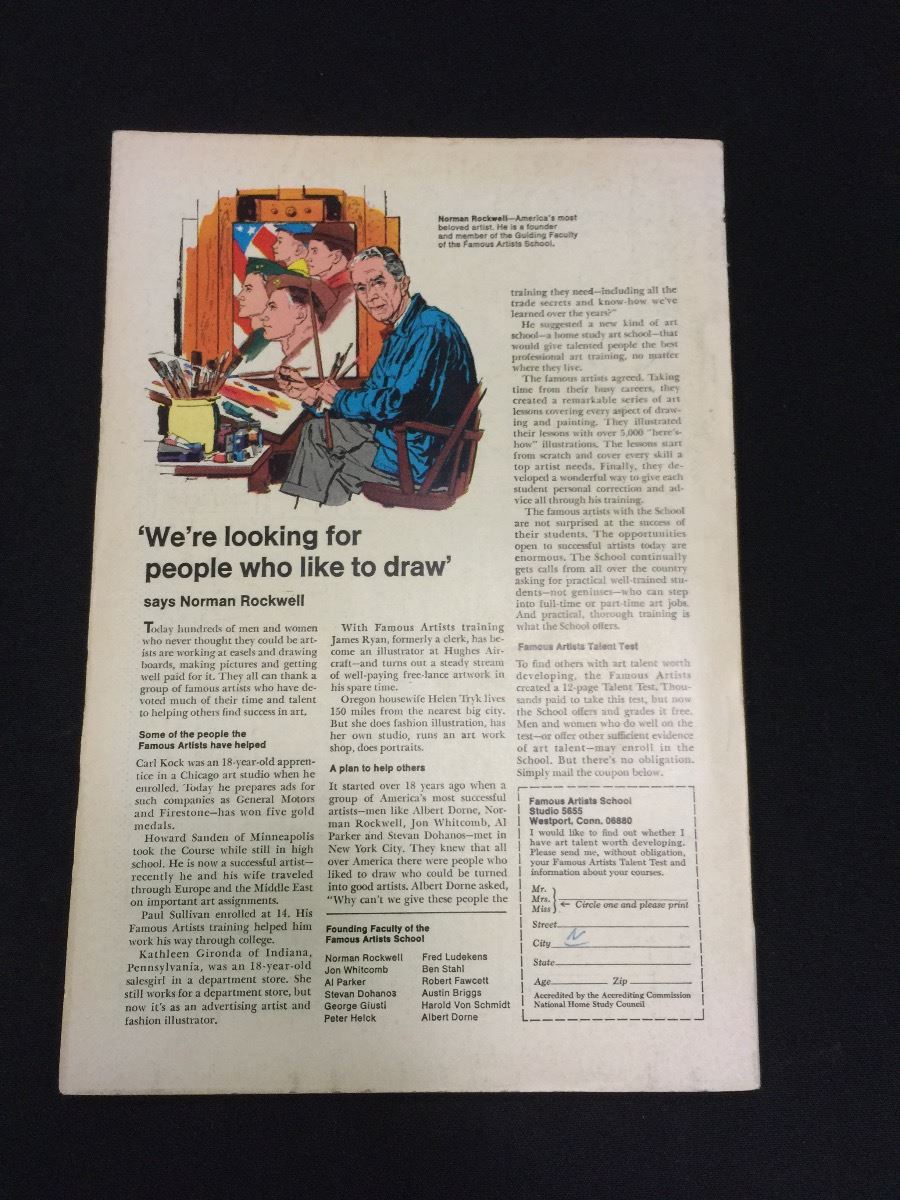 Norman Rockwell—America's most
beloved artist. He is a founder
and member of the Guiding Faculty
of the Famous Artists School.
'We're looking for
people who like to draw'
says Norman Rockwell
Today hundreds of men and women
who never thought they could be art-
ists are working at easels and drawing
boards, making pictures and getting
well paid for it. They all can thank a
group of famous artists who have de-
voted much of their time and talent
to helping others find success in art.
Some of the people the
Famous Artists have helped
Carl Kock was an 18-year-old appren-
tice in a Chicago art studio when he
enrolled. Today he prepares ads for
such companies as General Motors
and Firestone—has won five gold
medals.
Howard Sanden of Minneapolis
took the Course while still in high
school. He is now a successful artist—
recently he and his wife traveled
through Europe and the Middle East
on important art assignments.
Paul Sullivan enrolled at 14. His
Famous Artists training helped him
work his way through college.
Kathleen Gironda of Indiana,
Pennsylvania, was an 18-year-old
salesgirl in a department store. She
still works for a department store, but
now it's as an advertising artist and
fashion illustrator.
With Famous Artists training
James Ryan, formerly a clerk, has be-
come an illustrator at Hughes Air-
craft—and turns out a steady stream
of well-paying free-lance artwork in
his spare time.
Oregon housewife Helen Tryk lives
150 miles from the nearest big city.
But she does fashion illustration, has
her own studio, runs an art work
shop, does portraits.
A plan to help others
It started over 18 years ago when a
group of America's most successful
artists—men like Albert Dorne, Nor-
man Rockwell, Jon Whitcomb, Al
Parker and Stevan Dohanos—met in
New York City. They knew that all
over America there were people who
liked to draw who could be turned
into good artists. Albert Dorne asked,
"Why can't we give these people the
training they need—including all the
trade secrets and know-how we've
learned over the years?"
He suggested a new kind of art
school—a home study art school—that
would give talented people the best
professional art training, no matter
where they live.
The famous artists agreed. Taking
time from their busy careers, they
created a remarkable series of art
lessons covering every aspect of draw-
ing and painting. They illustrated
their lessons with over 5,000 "here's-
how" illustrations. The lessons start
from scratch and cover every skill a
top artist needs. Finally, they de-
veloped a wonderful way to give each
student personal correction and ad-
vice all through his training.
The famous artists with the School
are not surprised at the success of
their students. The opportunities
open to successful artists today are
enormous. The School continually
gets calls from all over the country
asking for practical well-trained stu-
dents—not geniuses—who can step
into full-time or part-time art jobs.
And practical, thorough training is
what the School offers.
Famous Artists Talent Test
To find others with art talent worth
developing, the Famous Artists
created a 12-page Talent Test. Thou-
sands paid to take this test, but now
the School offers and grades it free.
Men and women who do well on the
test—or offer other sufficient evidence
of art talent—may enroll in the
School. But there's no obligation.
Simply mail the coupon below.
Founding Faculty of the
Famous Artists School
Norman Rockwell
Jon Whitcomb
Al Parker
Stevan Dohanos
George Giusti
Peter Helck
Fred Ludekens
Ben Stahl
Robert Fawcett
Austin Briggs
Harold Von Schmidt
Albert Dorne
Famous Artists School
Studio 5655
Westport, Conn. 06880
I would like to find out whether I
have art talent worth developing.
Please send me, without obligation,
your Famous Artists Talent Test and
information about your courses.
Mr.
Mrs.
Miss
← Circle one and please print
Street
City N
State
Age Zip
Accredited by the Accrediting Commission
National Home Study Council